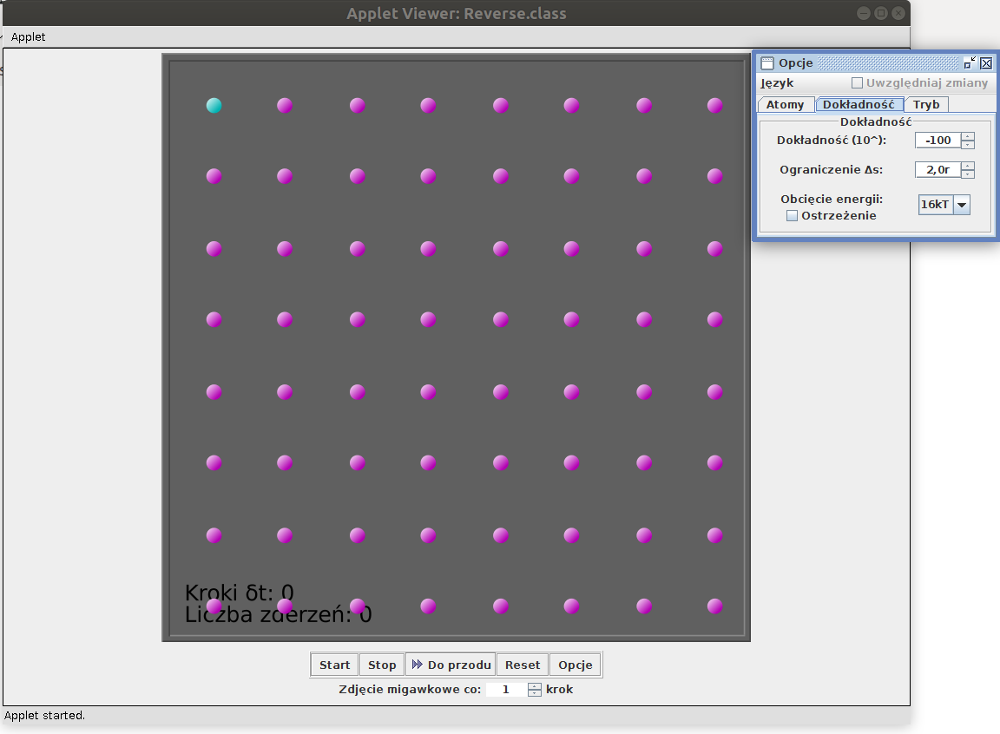 Applet Viewer: Reverse.class
Applet
Opcje
Język
Uwzględniaj zmiany
Atomy
Dokładność
Tryb
Dokładność
Dokładność (10^):
-100
Ograniczenie Δs:
2,0r
Obcięcie energii:
16kT
Ostrzeżenie
Kroki δt: 0
Liczba zderzeń: 0
Start
Stop
Do przodu
Reset
Opcje
Zdjęcie migawkowe co:
1
krok
Applet started.